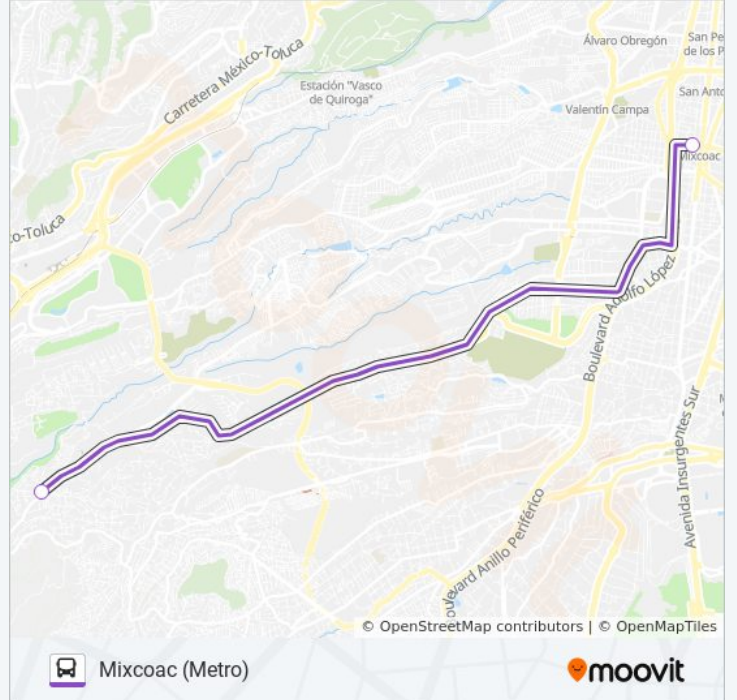 Álvaro Obregón
San Pe
de los P
Carretera México-Toluca
Estación "Vasco
de Quiroga"
San Anto
Valentín Campa
Mixcoac
co-Toluca
Boulevard Adolfo López
Avenida Insurgentes Sur
Boulevard Anillo Periférico
© OpenStreetMap contributors | © OpenMapTiles
Mixcoac (Metro)
moovit